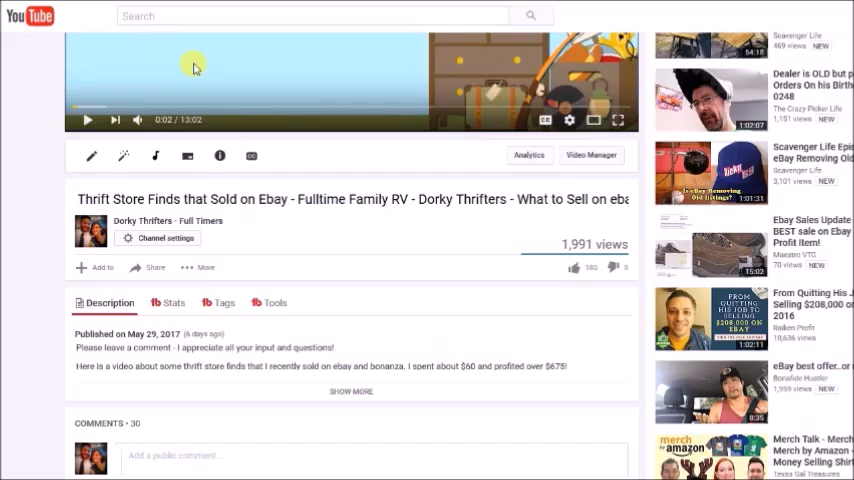 YouTube
Search
0:02 / 13:02
CC
Analytics
Video Manager
Thrift Store Finds that Sold on Ebay - Fulltime Family RV - Dorky Thrifters - What to Sell on eba
Dorky Thrifters - Full Timers
Channel settings
1,991 views
Add to
Share
More
180
0
Description
tb Stats
tb Tags
tb Tools
Published on May 29, 2017 (6 days ago)
Please leave a comment - I appreciate all your input and questions!
Here is a video about some thrift store finds that I recently sold on ebay and bonanza. I spent about $60 and profited over $675!
SHOW MORE
COMMENTS • 30
Add a public comment...
Scavenger Life
469 views NEW
54:18
Dealer is OLD but p
Orders On his Birth
0248
The Crazy Picker Life
1,151 views NEW
1:02:07
Scavenger Life Epi
eBay Removing Old
Scavenger Life
3,101 views NEW
Is eBay Removing
Old listings?
1:01:31
Ebay Sales Update
BEST sale on Ebay
Profit Item!
Maestro VTG
70 views NEW
15:02
From Quitting His J
Selling $208,000 on
2016
Raiken Profit
10,636 views
FROM
QUITTING
HIS JOB TO
SELLING
$208,000 ON
EBAY
1:02:11
eBay best offer..or
Bonafide Hustler
1,959 views NEW
8:35
Merch Talk - Merch
Merch by Amazon -
Money Selling Shir
Texas Gal Treasures
merch
by amazon